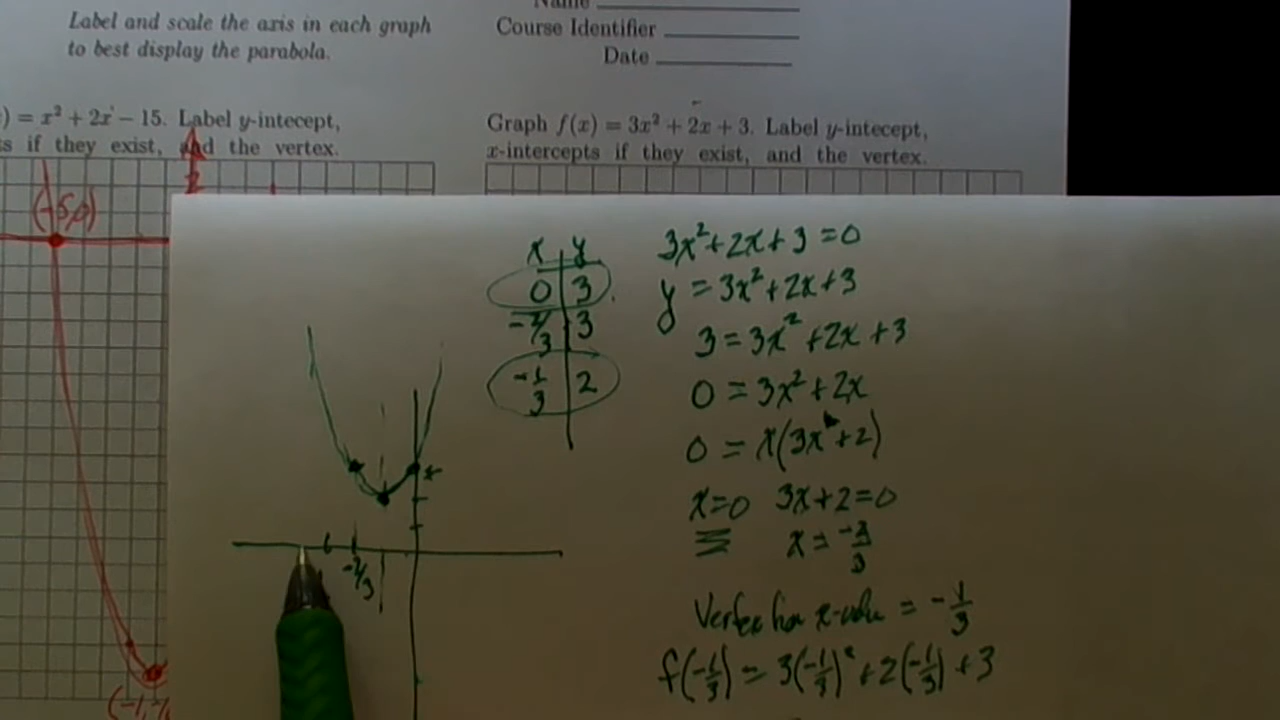 Label and scale the axis in each graph
to best display the parabola.
Name
Course Identifier
Date
) = x² + 2x - 15. Label y-intecept,
s if they exist, and the vertex.
Graph f(x) = 3x² + 2x + 3. Label y-intecept,
x-intercepts if they exist, and the vertex.
(-5,0)
x y
0 3
-2/3 3
-1/3 2
-2/3
3x²+2x+3 = 0
y = 3x²+2x+3
3 = 3x²+2x+3
0 = 3x²+2x
0 = x(3x+2)
x=0 3x+2=0
x = -2/3
Vertex has x-value = -1/3
f(-1/3) = 3(-1/3)²+2(-1/3)+3